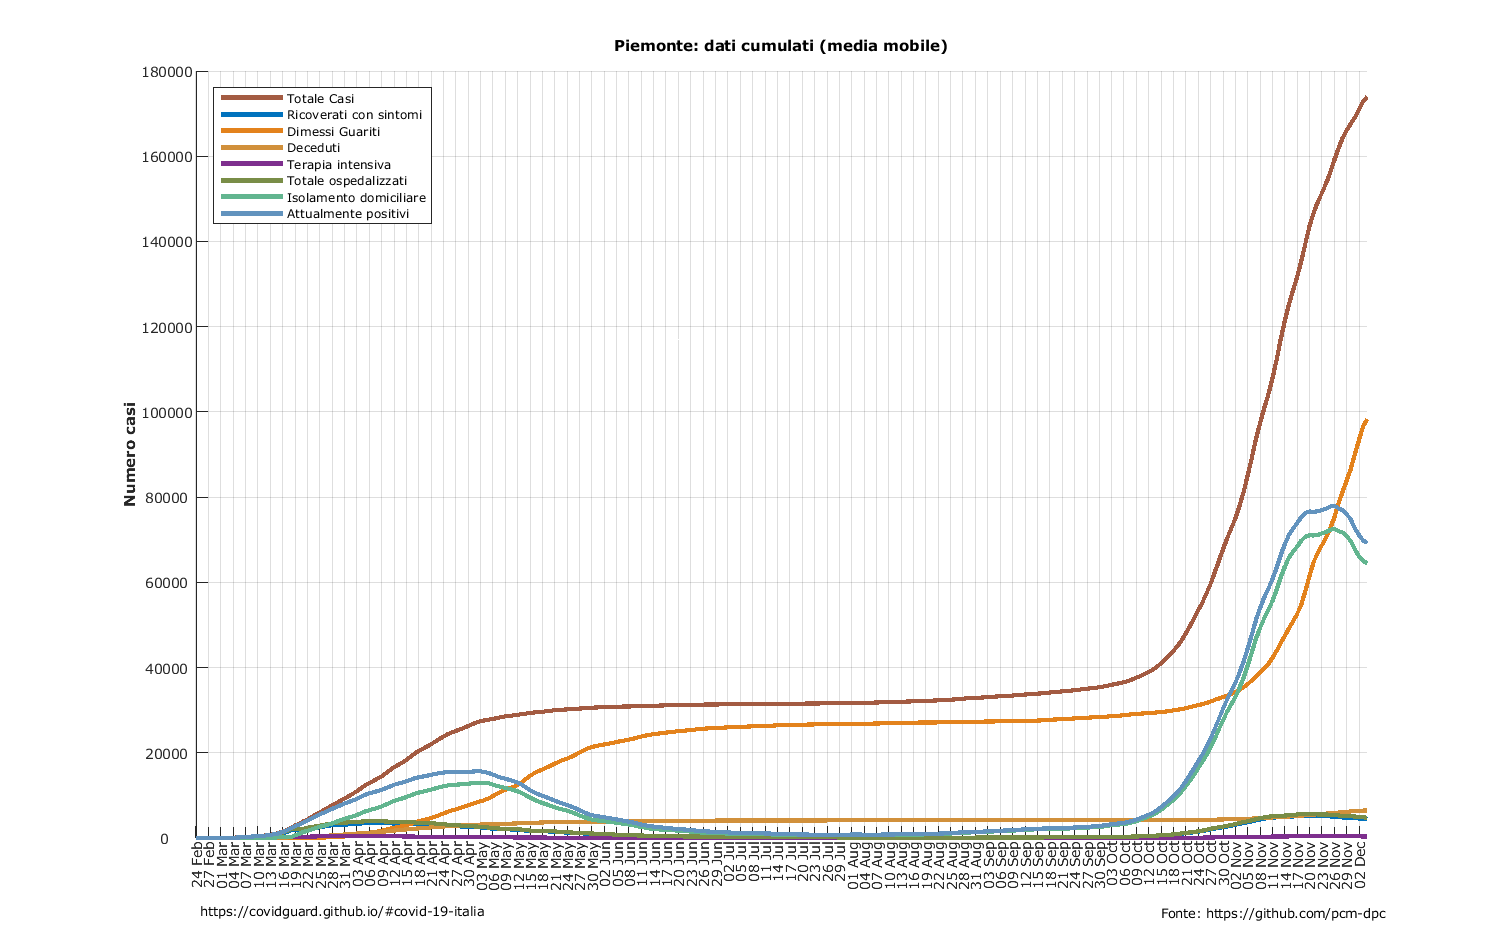 Piemonte: dati cumulati (media mobile)
Numero casi
180000
160000
140000
120000
100000
80000
60000
40000
20000
0
Totale Casi
Ricoverati con sintomi
Dimessi Guariti
Deceduti
Terapia intensiva
Totale ospedalizzati
Isolamento domiciliare
Attualmente positivi
24 Feb
27 Feb
01 Mar
04 Mar
07 Mar
10 Mar
13 Mar
16 Mar
19 Mar
22 Mar
25 Mar
28 Mar
31 Mar
03 Apr
06 Apr
09 Apr
12 Apr
15 Apr
18 Apr
21 Apr
24 Apr
27 Apr
30 Apr
03 May
06 May
09 May
12 May
15 May
18 May
21 May
24 May
27 May
30 May
02 Jun
05 Jun
08 Jun
11 Jun
14 Jun
17 Jun
20 Jun
23 Jun
26 Jun
29 Jun
02 Jul
05 Jul
08 Jul
11 Jul
14 Jul
17 Jul
20 Jul
23 Jul
26 Jul
29 Jul
01 Aug
04 Aug
07 Aug
10 Aug
13 Aug
16 Aug
19 Aug
22 Aug
25 Aug
28 Aug
31 Aug
03 Sep
06 Sep
09 Sep
12 Sep
15 Sep
18 Sep
21 Sep
24 Sep
27 Sep
30 Sep
03 Oct
06 Oct
09 Oct
12 Oct
15 Oct
18 Oct
21 Oct
24 Oct
27 Oct
30 Oct
02 Nov
05 Nov
08 Nov
11 Nov
14 Nov
17 Nov
20 Nov
23 Nov
26 Nov
29 Nov
02 Dec
https://covidguard.github.io/#covid-19-italia
Fonte: https://github.com/pcm-dpc